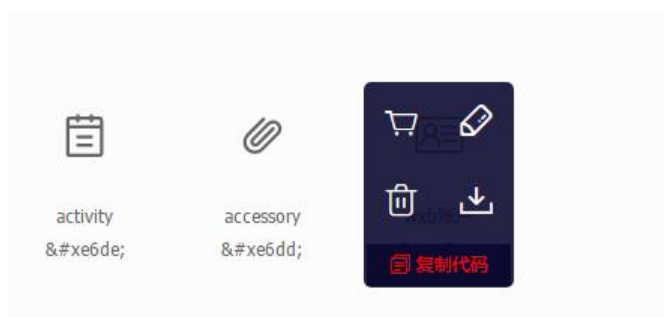 activity
accessory
&#xe6de;
&#xe6dd;
复制代码